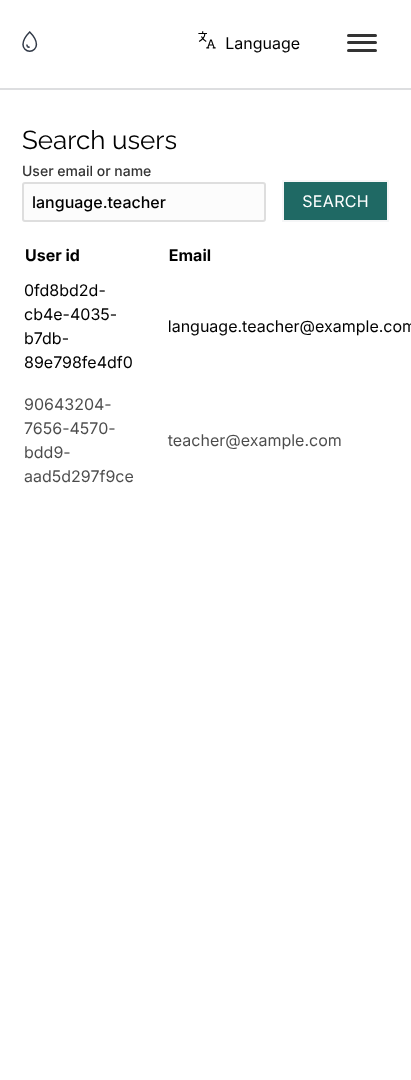 Language
Search users
User email or name
language.teacher
SEARCH
User id Email
0fd8bd2d-
cb4e-4035-
b7db-
89e798fe4df0
language.teacher@example.com
90643204-
7656-4570-
bdd9-
aad5d297f9ce
teacher@example.com